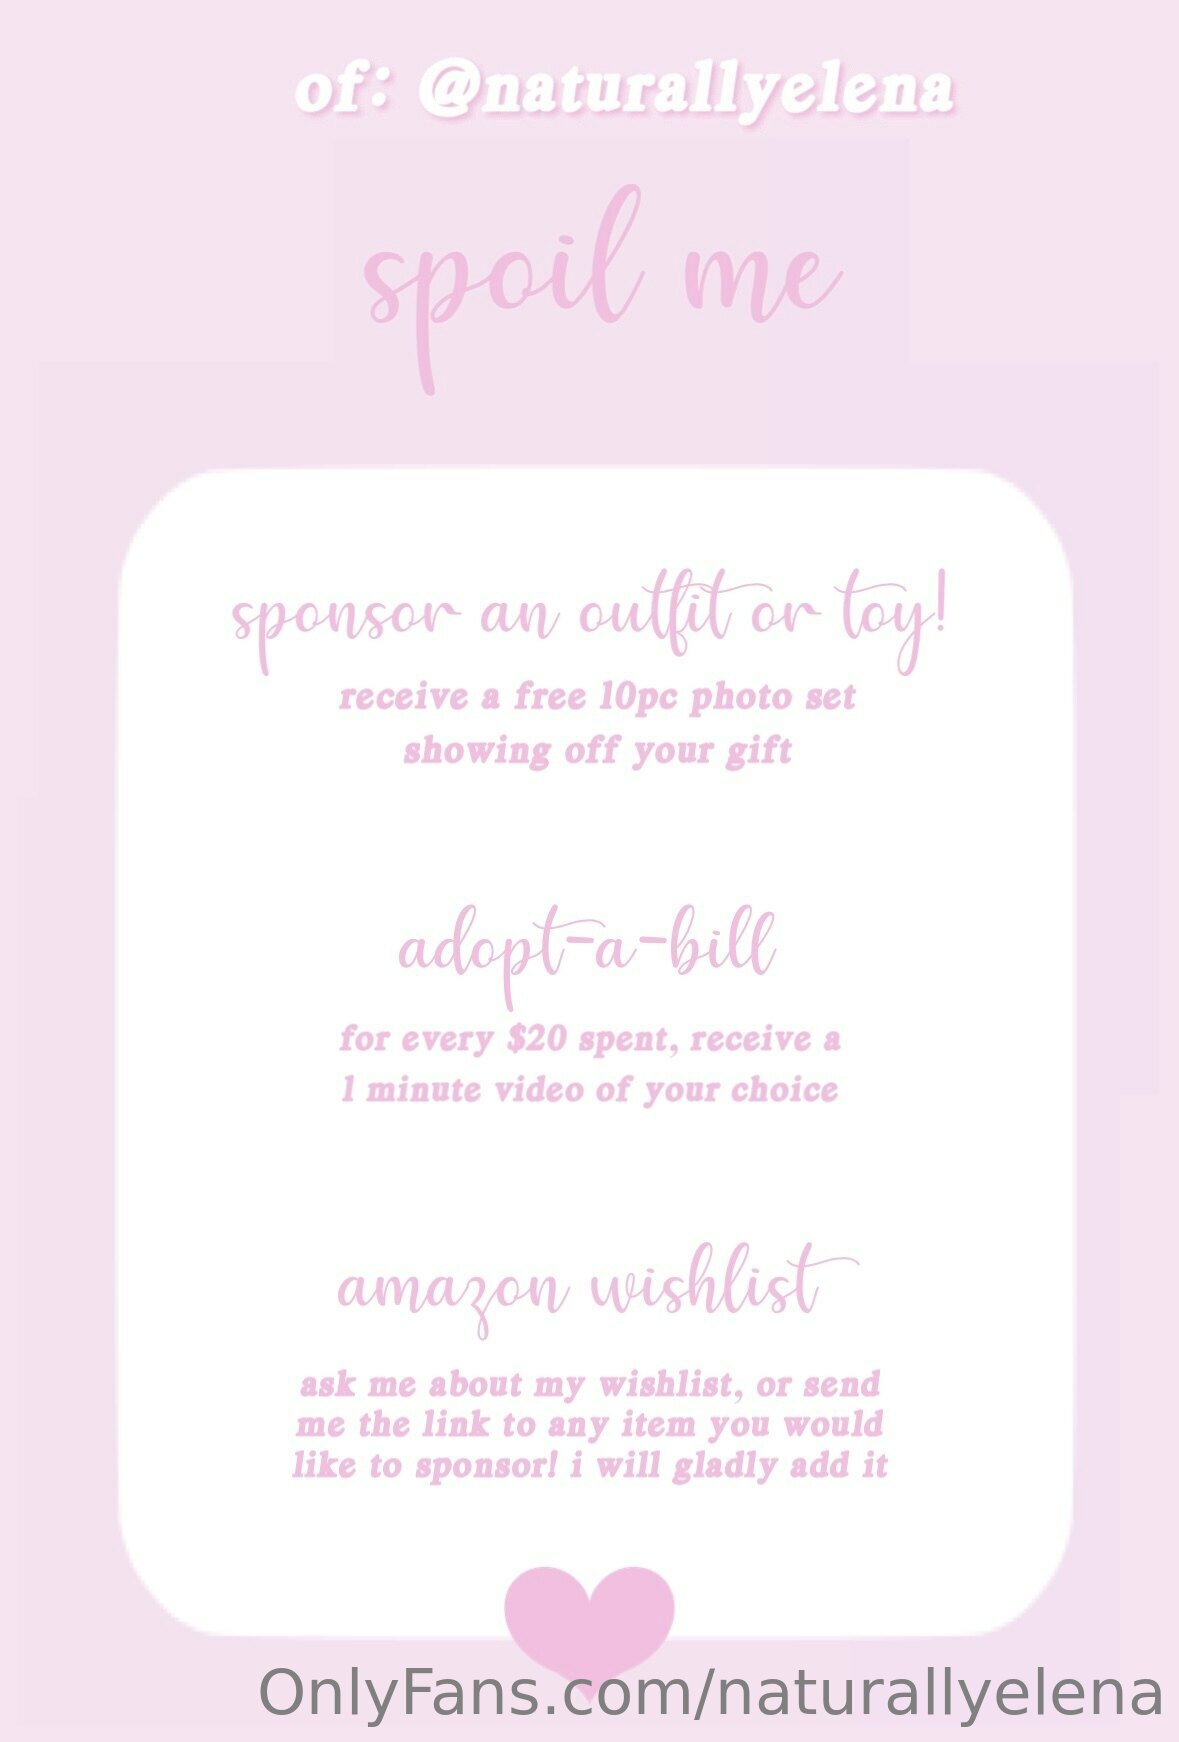 of: @naturallyelena
spoil me
sponsor an outfit or toy!
receive a free 10pc photo set
showing off your gift
adopt-a-bill
for every $20 spent, receive a
1 minute video of your choice
amazon wishlist
ask me about my wishlist, or send
me the link to any item you would
like to sponsor! i will gladly add it
OnlyFans.com/naturallyelena